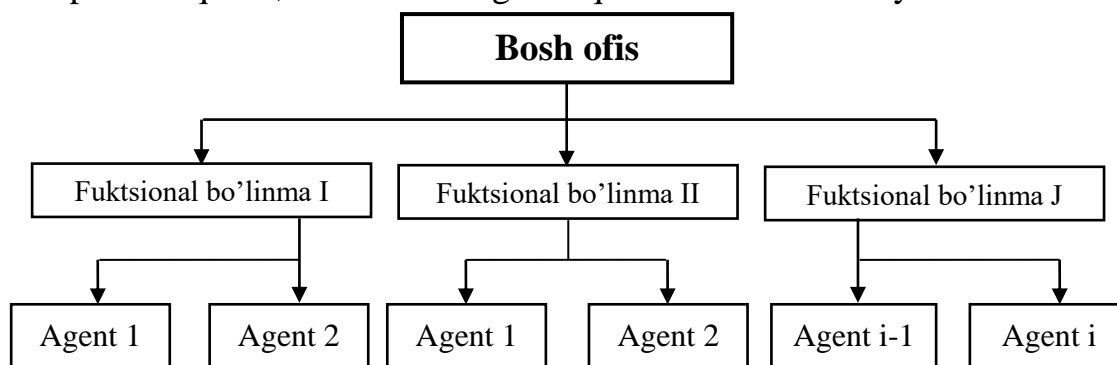 Bosh ofis
Fuktsional bo’linma I
Fuktsional bo’linma II
Fuktsional bo’linma J
Agent 1
Agent 2
Agent 1
Agent 2
Agent i-1
Agent i